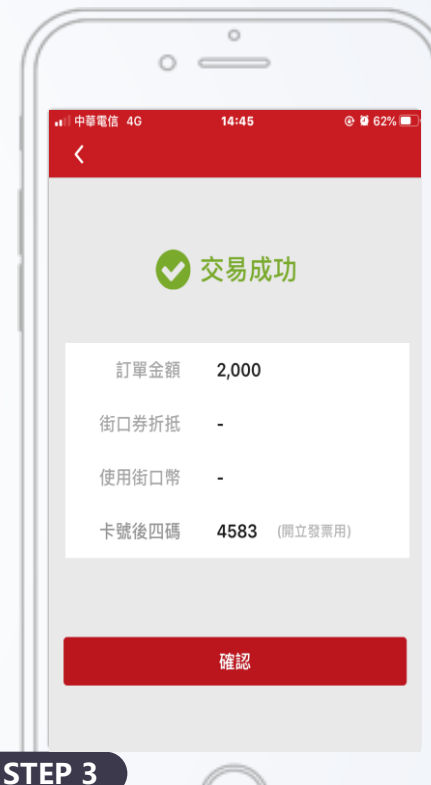 中華電信 4G 14:45 62%
交易成功
訂單金額 2,000
街口券折抵 -
使用街口幣 -
卡號後四碼 4583 (開立發票用)
確認
STEP 3